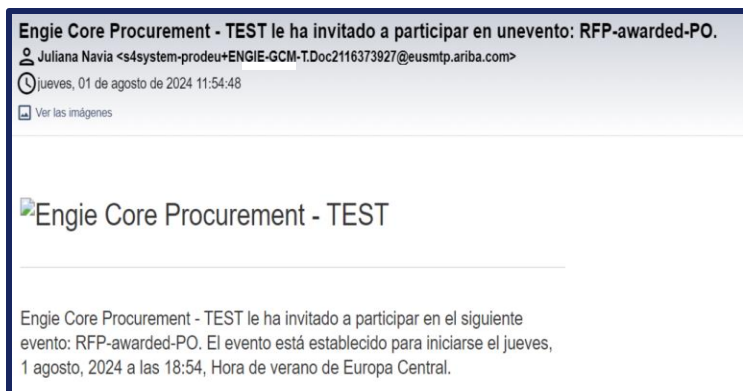 Engie Core Procurement - TEST le ha invitado a participar en unevento: RFP-awarded-PO.
Juliana Navia <s4system-prodeu+ENGIE-GCM-T.Doc2116373927@eusmtp.ariba.com>
jueves, 01 de agosto de 2024 11:54:48
Ver las imágenes
Engie Core Procurement - TEST
Engie Core Procurement - TEST le ha invitado a participar en el siguiente
evento: RFP-awarded-PO. El evento está establecido para iniciarse el jueves,
1 agosto, 2024 a las 18:54, Hora de verano de Europa Central.